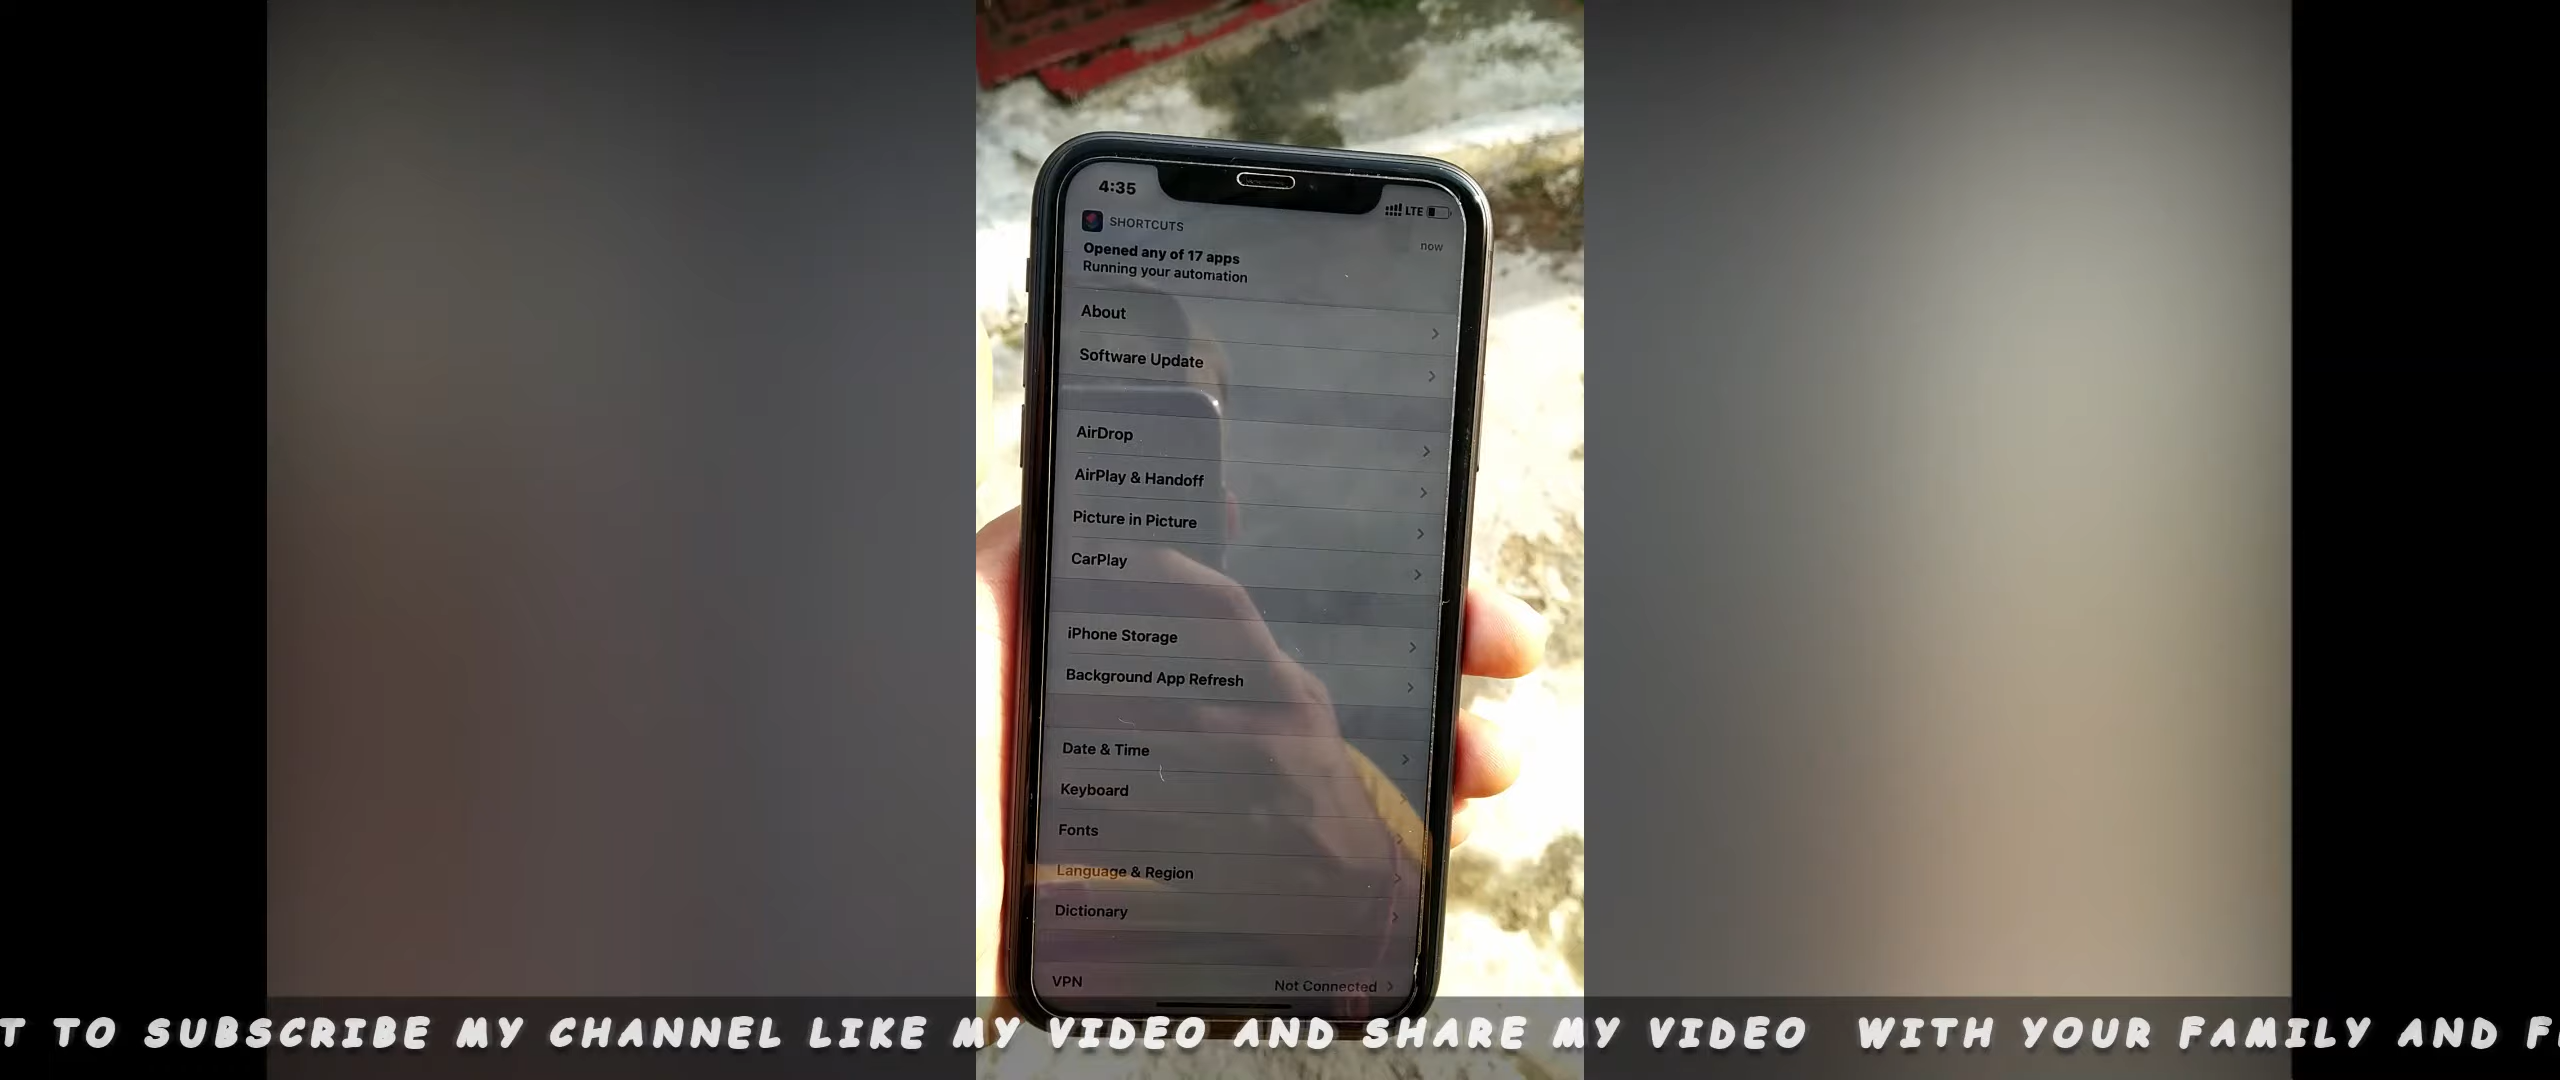 4:35
LTE
SHORTCUTS
now
Opened any of 17 apps
Running your automation
About
Software Update
AirDrop
AirPlay & Handoff
Picture in Picture
CarPlay
iPhone Storage
Background App Refresh
Date & Time
Keyboard
Fonts
Language & Region
Dictionary
VPN Not Connected
T TO SUBSCRIBE MY CHANNEL LIKE MY VIDEO AND SHARE MY VIDEO WITH YOUR FAMILY AND F